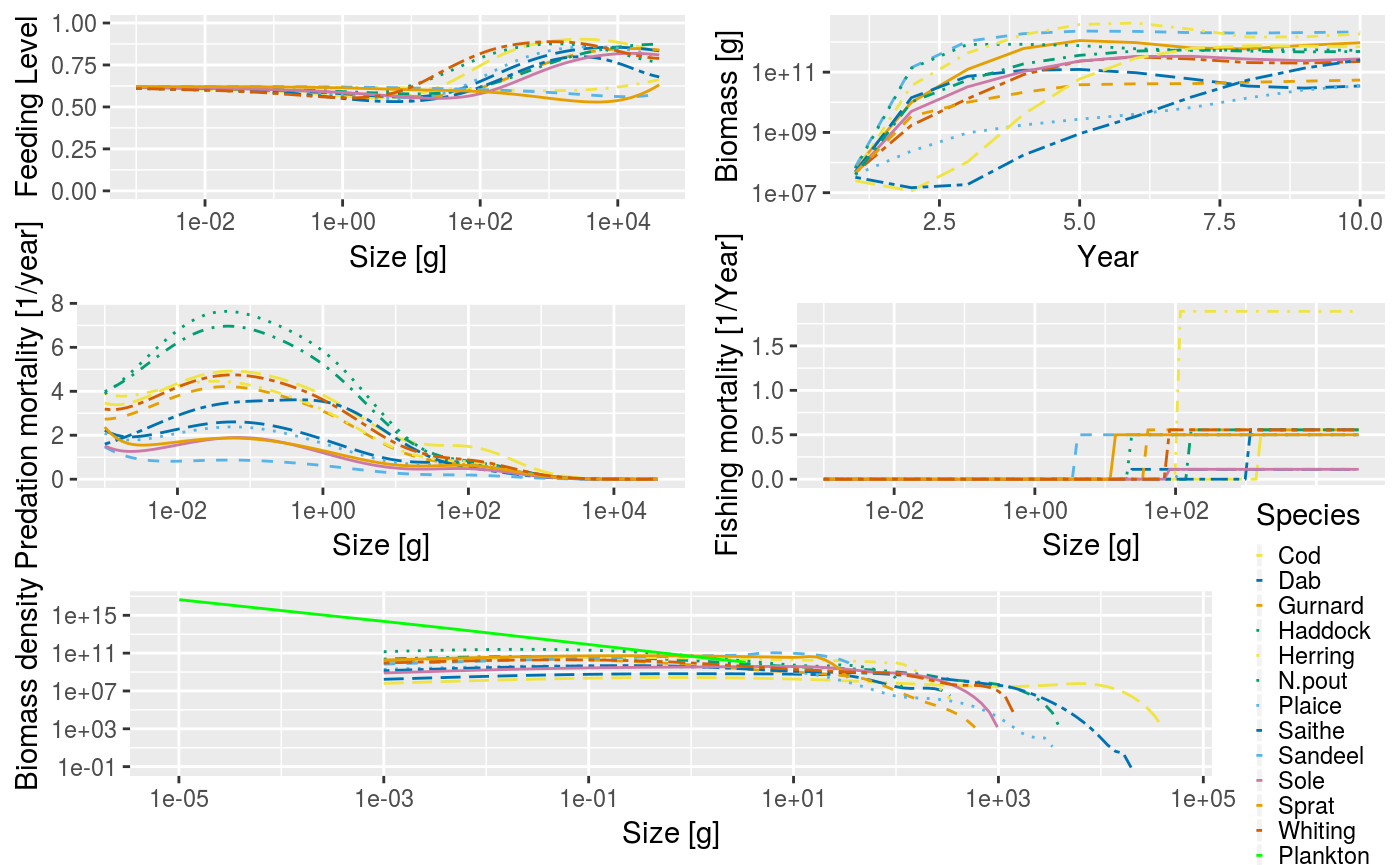 Feeding Level
1.00
0.75
0.50
0.25
0.00
1e-02 1e+00 1e+02 1e+04
Size [g]
Biomass [g]
1e+11
1e+09
1e+07
2.5 5.0 7.5 10.0
Year
Predation mortality [1/year]
8
6
4
2
0
1e-02 1e+00 1e+02 1e+04
Size [g]
Fishing mortality [1/Year]
1.5
1.0
0.5
0.0
1e-02 1e+00 1e+02
Size [g]
Biomass density
1e+15
1e+11
1e+07
1e+03
1e-01
1e-05 1e-03 1e-01 1e+01 1e+03 1e+05
Size [g]
Species
Cod
Dab
Gurnard
Haddock
Herring
N.pout
Plaice
Saithe
Sandeel
Sole
Sprat
Whiting
Plankton